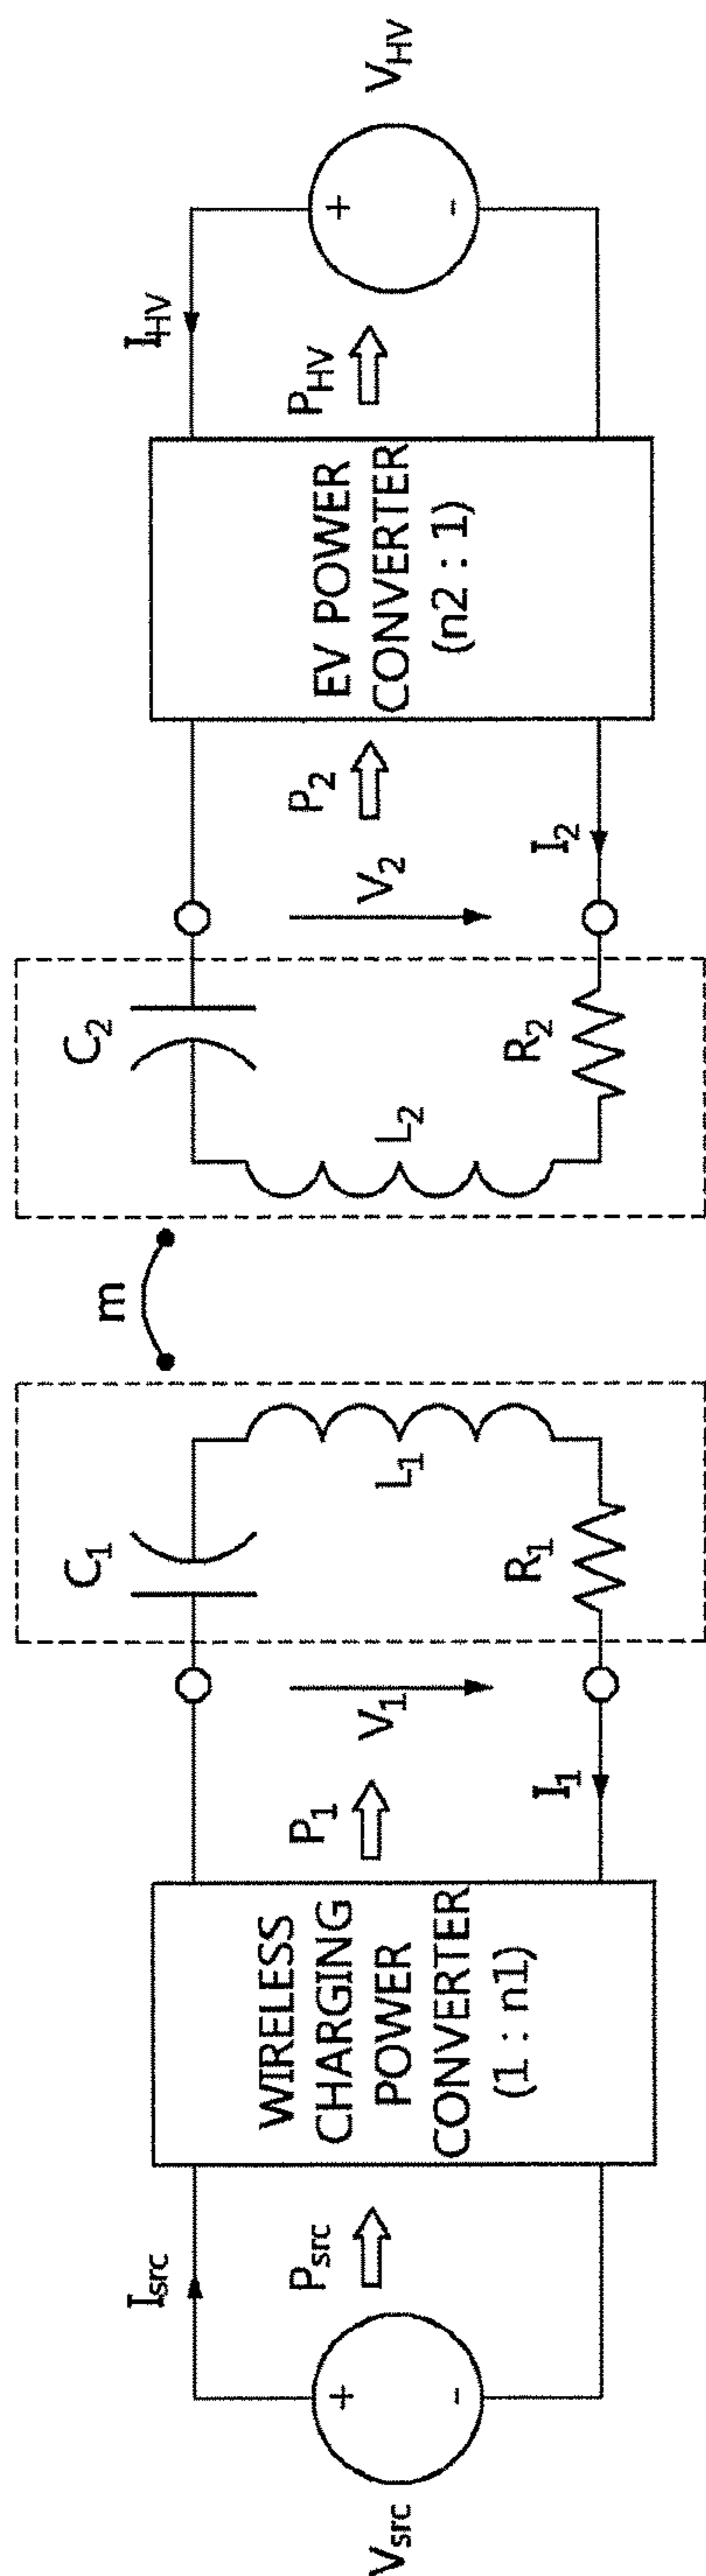 V_src
+
-
I_src
P_src
WIRELESS
CHARGING
POWER
CONVERTER
(1 : n1)
P_1
I_1
V_1
C_1
R_1
L_1
m
C_2
L_2
R_2
V_2
I_2
P_2
EV POWER
CONVERTER
(n2 : 1)
P_HV
I_HV
+
-
V_HV